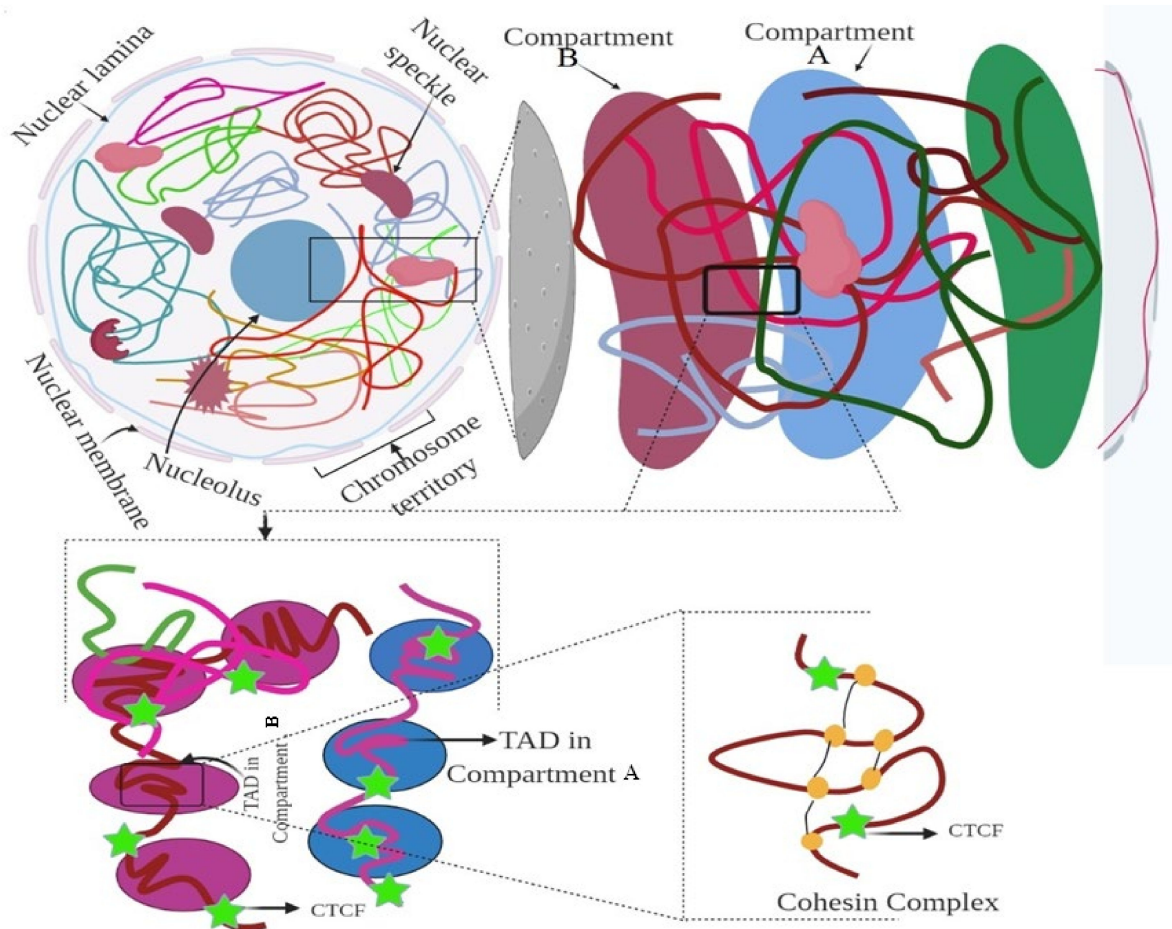 Nuclear lamina
Nuclear
speckle
Compartment
B
Compartment
A
Nuclear membrane
Nucleolus
Chromosome
territory
TAD in
Compartment B
TAD in
Compartment A
CTCF
CTCF
Cohesin Complex